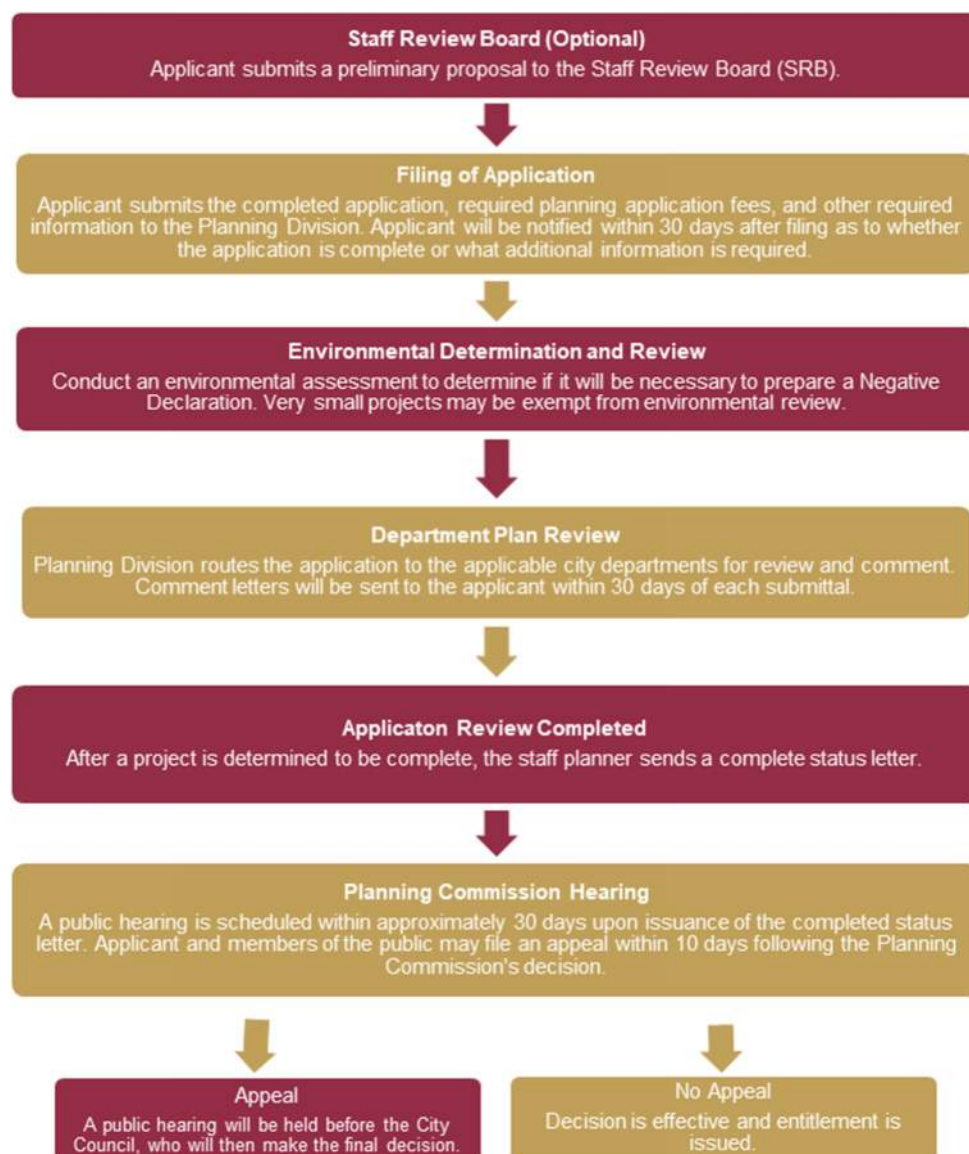 Staff Review Board (Optional)
Applicant submits a preliminary proposal to the Staff Review Board (SRB).
Filing of Application
Applicant submits the completed application, required planning application fees, and other required
information to the Planning Division. Applicant will be notified within 30 days after filing as to whether
the application is complete or what additional information is required.
Environmental Determination and Review
Conduct an environmental assessment to determine if it will be necessary to prepare a Negative
Declaration. Very small projects may be exempt from environmental review.
Department Plan Review
Planning Division routes the application to the applicable city departments for review and comment.
Comment letters will be sent to the applicant within 30 days of each submittal.
Applicaton Review Completed
After a project is determined to be complete, the staff planner sends a complete status letter.
Planning Commission Hearing
A public hearing is scheduled within approximately 30 days upon issuance of the completed status
letter. Applicant and members of the public may file an appeal within 10 days following the Planning
Commission's decision.
Appeal
A public hearing will be held before the City
Council, who will then make the final decision.
No Appeal
Decision is effective and entitlement is
issued.